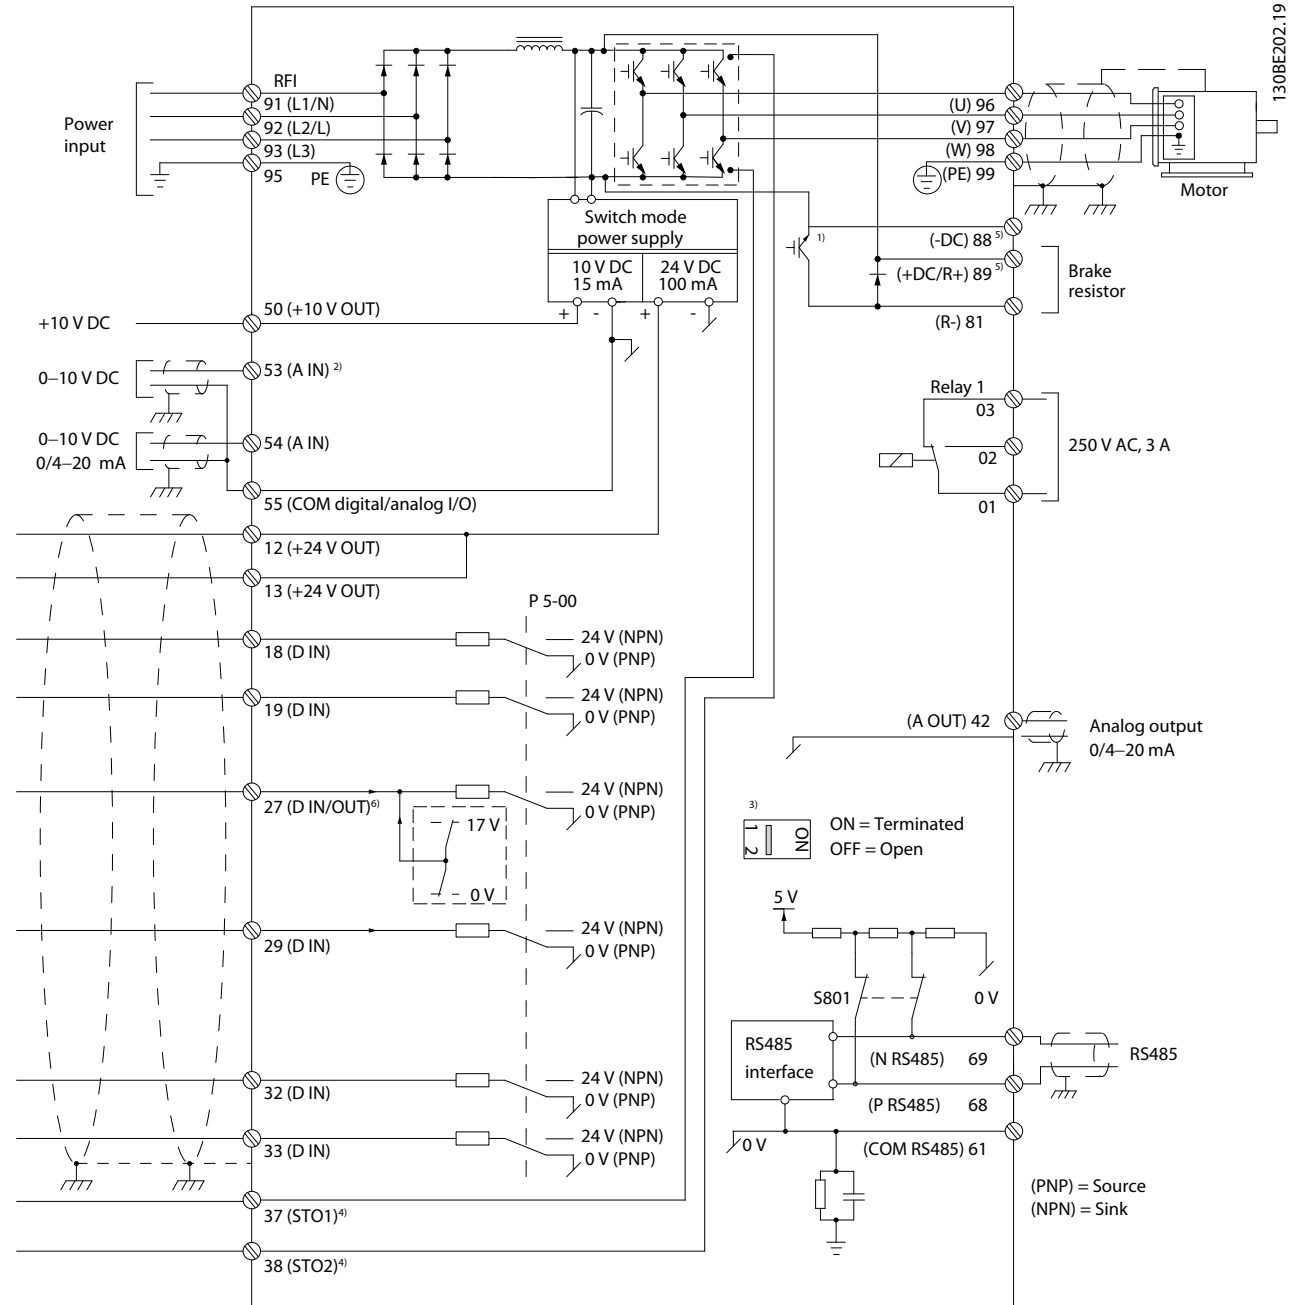 130BE202.19
RFI
91 (L1/N)
92 (L2/L)
93 (L3)
95
PE
Power
input
(U) 96
(V) 97
(W) 98
(PE) 99
Motor
Switch mode
power supply
10 V DC
15 mA
24 V DC
100 mA
+ - + -
1)
(-DC) 88 5)
(+DC/R+) 89 5)
(R-) 81
Brake
resistor
+10 V DC
50 (+10 V OUT)
0–10 V DC
53 (A IN) 2)
0–10 V DC
0/4–20 mA
54 (A IN)
55 (COM digital/analog I/O)
Relay 1
03
02
01
250 V AC, 3 A
12 (+24 V OUT)
13 (+24 V OUT)
P 5-00
18 (D IN)
24 V (NPN)
0 V (PNP)
19 (D IN)
24 V (NPN)
0 V (PNP)
27 (D IN/OUT)6)
24 V (NPN)
0 V (PNP)
17 V
0 V
29 (D IN)
24 V (NPN)
0 V (PNP)
32 (D IN)
24 V (NPN)
0 V (PNP)
33 (D IN)
24 V (NPN)
0 V (PNP)
37 (STO1)4)
38 (STO2)4)
(A OUT) 42
Analog output
0/4–20 mA
3)
1 2
ON
ON = Terminated
OFF = Open
5 V
S801
0 V
RS485
interface
(N RS485) 69
(P RS485) 68
RS485
0 V
(COM RS485) 61
(PNP) = Source
(NPN) = Sink